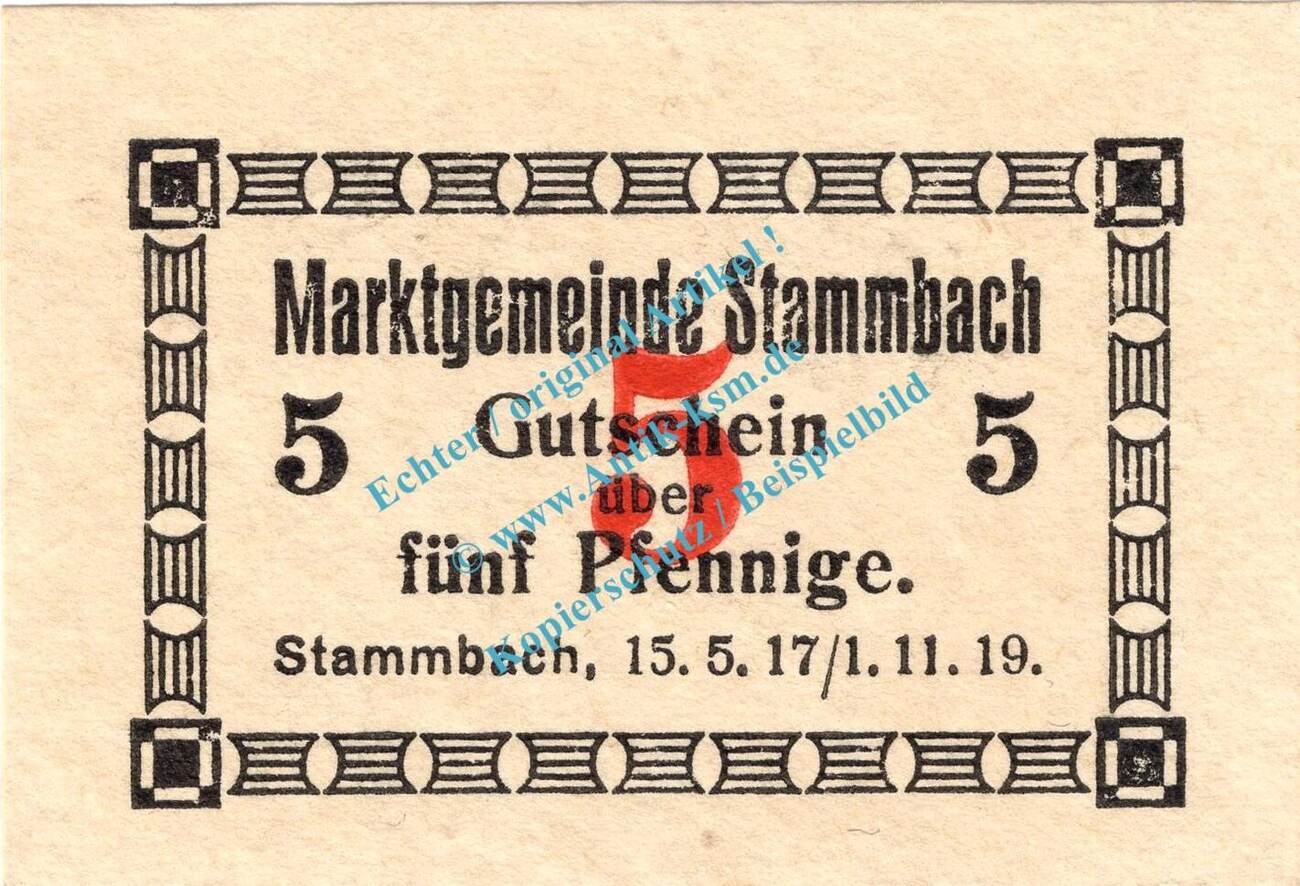 Marktgemeinde Stammbach
5 Gutschein 5
5
über
fünf Pfennige.
Stammbach, 15. 5. 17/1. 11. 19.
Echter / original Artikel !
© www.Antik-ksm.de
Kopierschutz / Beispielbild